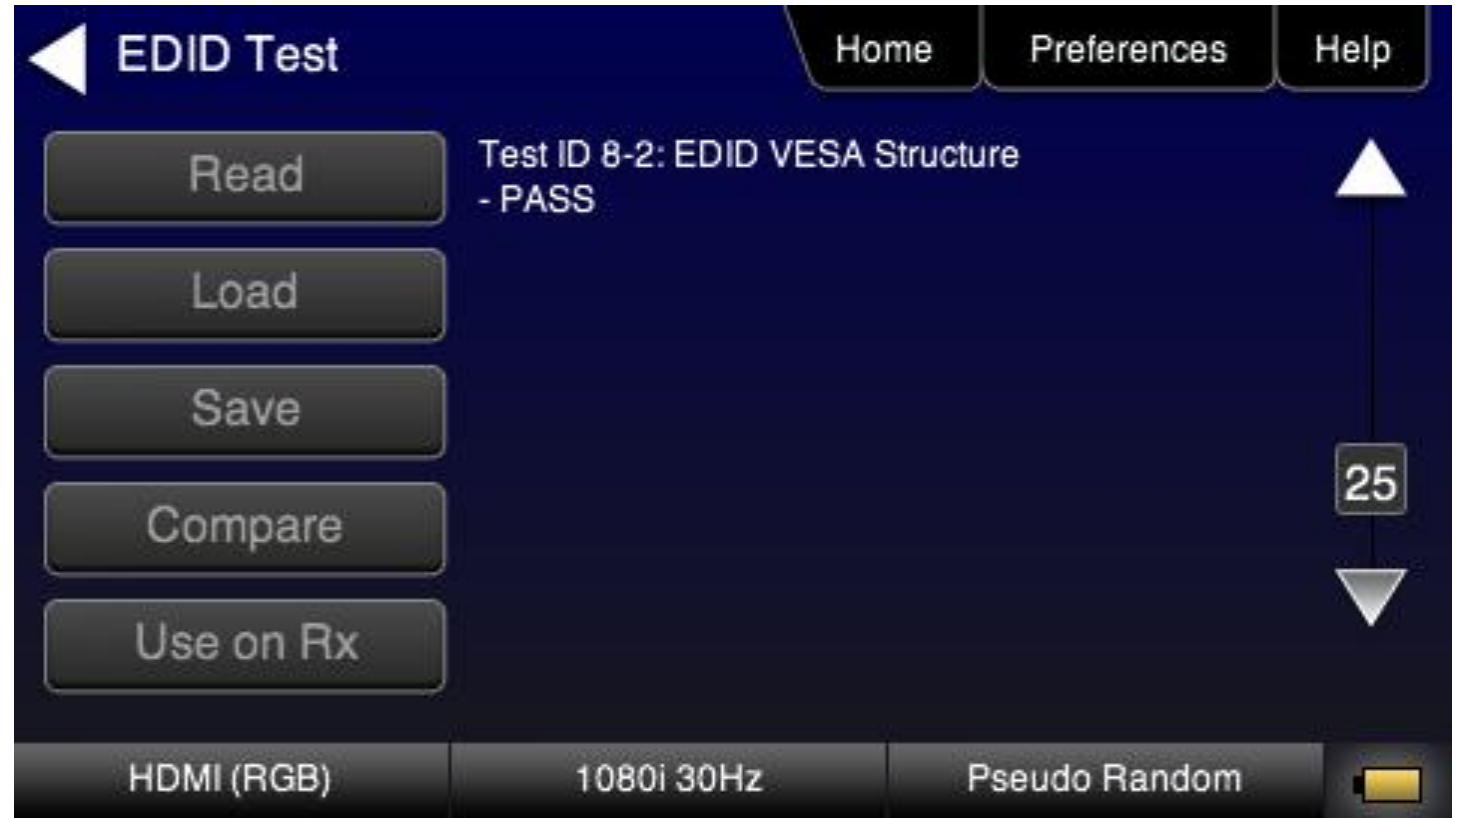 EDID Test
Home
Preferences
Help
Read
Test ID 8-2: EDID VESA Structure
- PASS
Load
Save
25
Compare
Use on Rx
HDMI (RGB)
1080i 30Hz
Pseudo Random